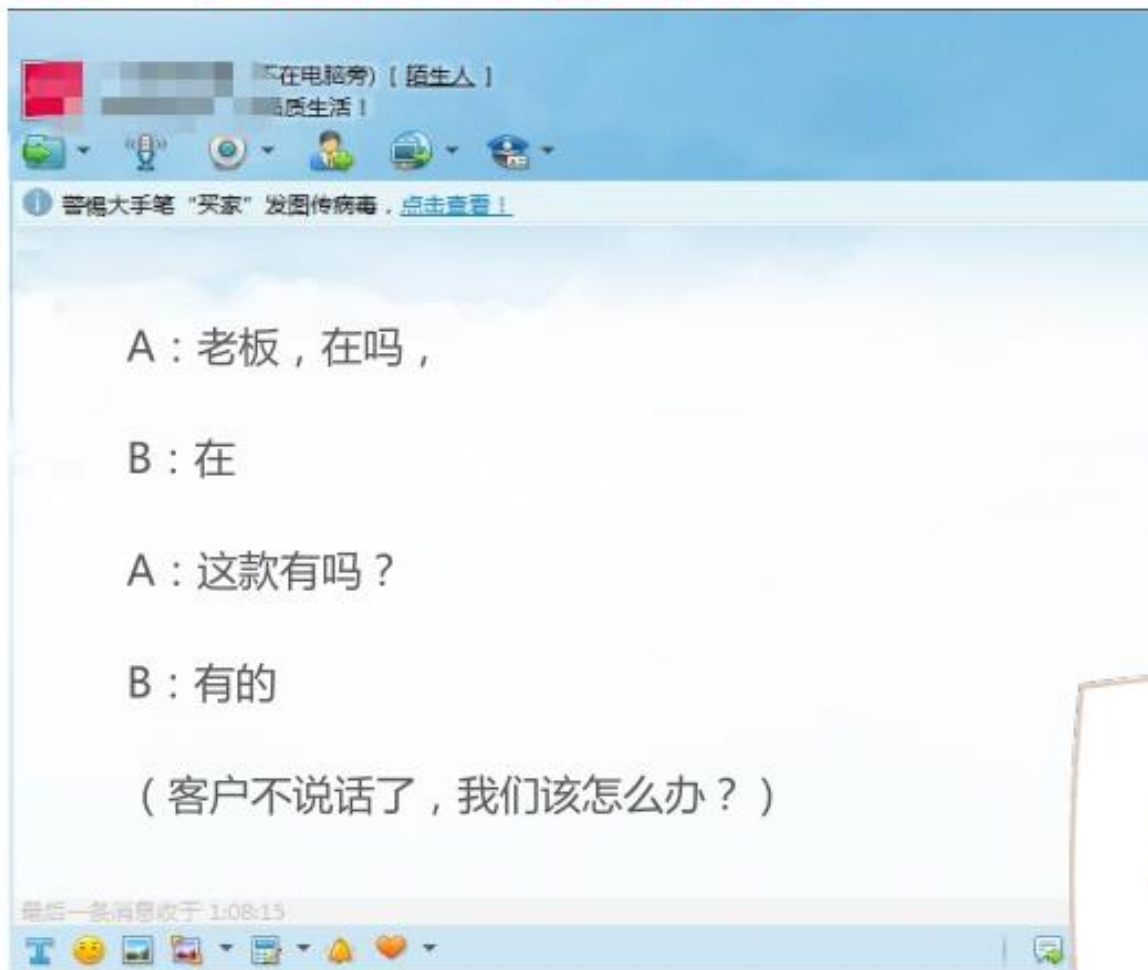 在电脑旁) [ 陌生人 ]
品质生活！
警惕大手笔“买家”发图传病毒，点击查看！
A：老板，在吗，
B：在
A：这款有吗？
B：有的
（客户不说话了，我们该怎么办？）
最后一条消息收于 1:08:15